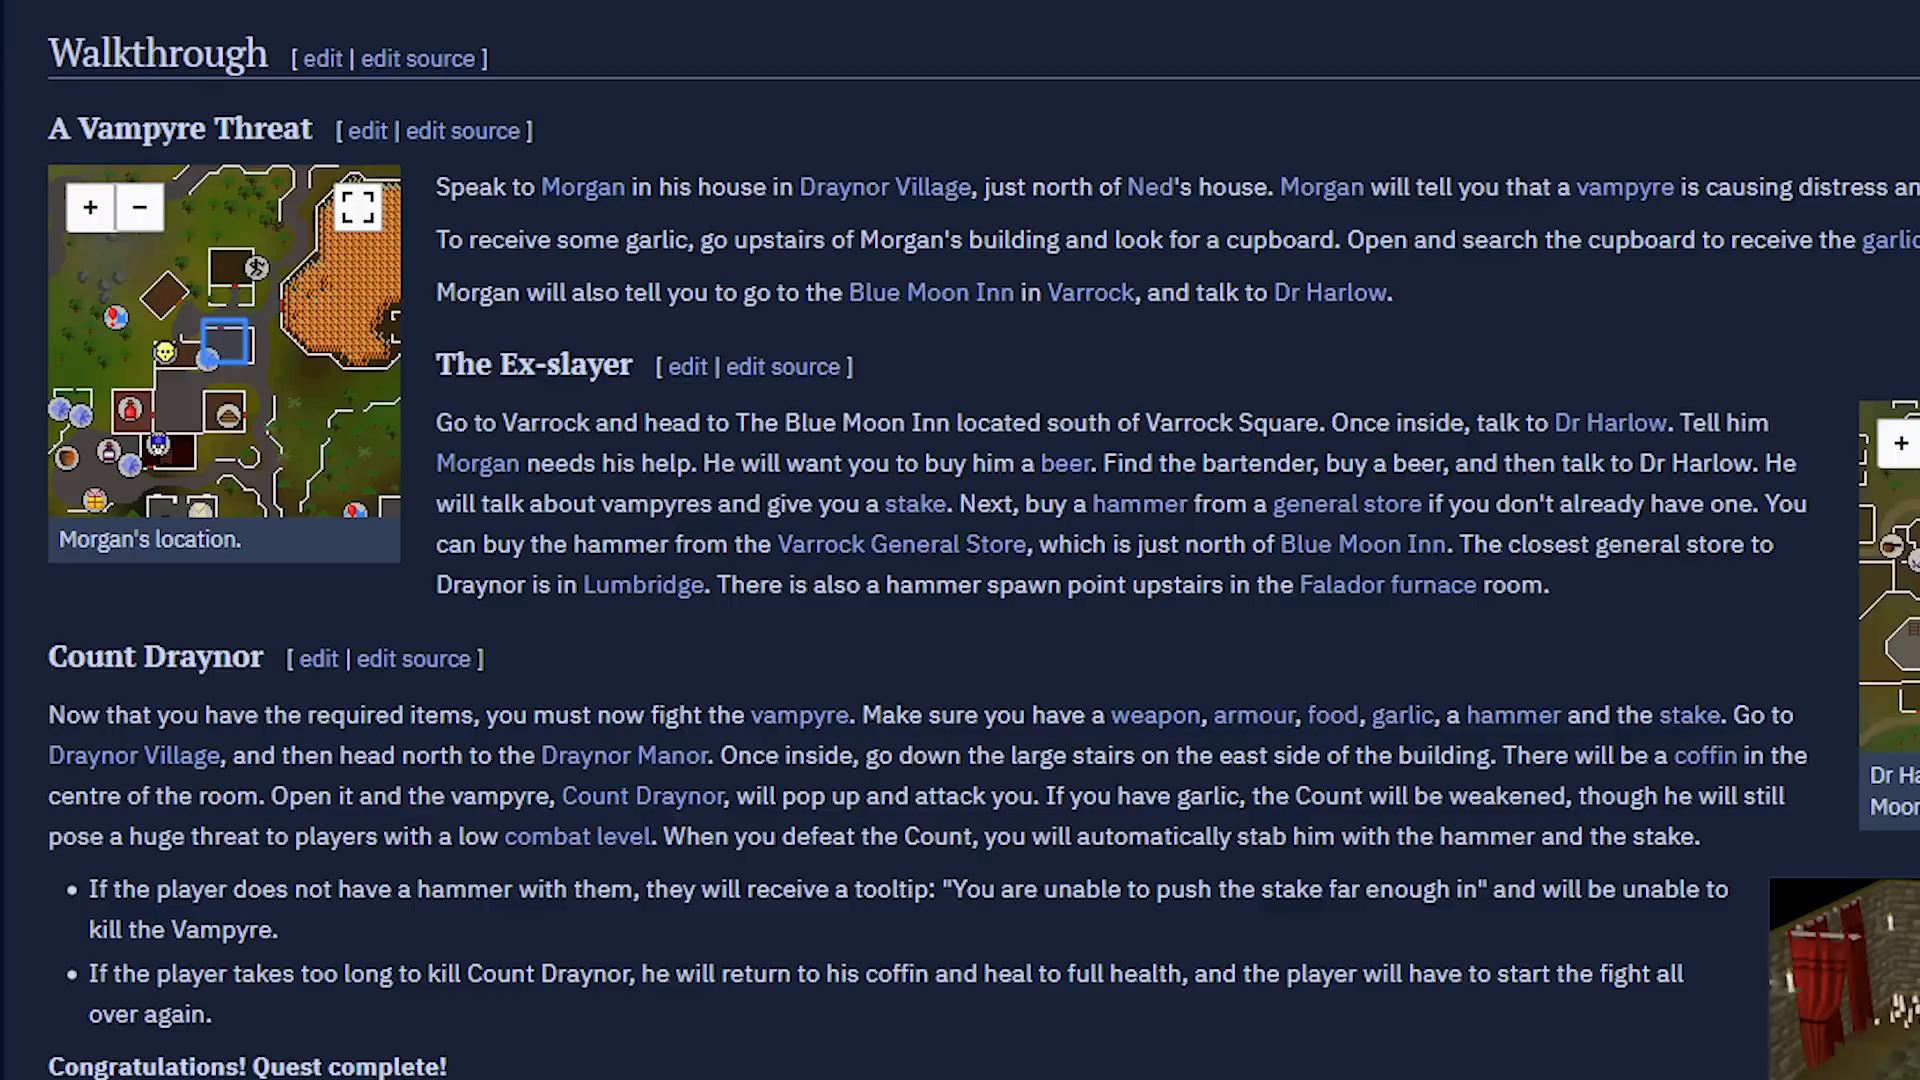 Walkthrough [ edit | edit source ]
A Vampyre Threat [ edit | edit source ]
+ −
Morgan's location.
Speak to Morgan in his house in Draynor Village, just north of Ned's house. Morgan will tell you that a vampyre is causing distress
To receive some garlic, go upstairs of Morgan's building and look for a cupboard. Open and search the cupboard to receive the
Morgan will also tell you to go to the Blue Moon Inn in Varrock, and talk to Dr Harlow.
The Ex-slayer [ edit | edit source ]
Go to Varrock and head to The Blue Moon Inn located south of Varrock Square. Once inside, talk to Dr Harlow. Tell him
Morgan needs his help. He will want you to buy him a beer. Find the bartender, buy a beer, and then talk to Dr Harlow. He
will talk about vampyres and give you a stake. Next, buy a hammer from a general store if you don't already have one. You
can buy the hammer from the Varrock General Store, which is just north of Blue Moon Inn. The closest general store to
Draynor is in Lumbridge. There is also a hammer spawn point upstairs in the Falador furnace room.
+
Dr
Count Draynor [ edit | edit source ]
Now that you have the required items, you must now fight the vampyre. Make sure you have a weapon, armour, food, garlic, a hammer and the stake. Go to
Draynor Village, and then head north to the Draynor Manor. Once inside, go down the large stairs on the east side of the building. There will be a coffin in the
centre of the room. Open it and the vampyre, Count Draynor, will pop up and attack you. If you have garlic, the Count will be weakened, though he will still
pose a huge threat to players with a low combat level. When you defeat the Count, you will automatically stab him with the hammer and the stake.
• If the player does not have a hammer with them, they will receive a tooltip: "You are unable to push the stake far enough in" and will be unable to
kill the Vampyre.
• If the player takes too long to kill Count Draynor, he will return to his coffin and heal to full health, and the player will have to start the fight all
over again.
Congratulations! Quest complete!